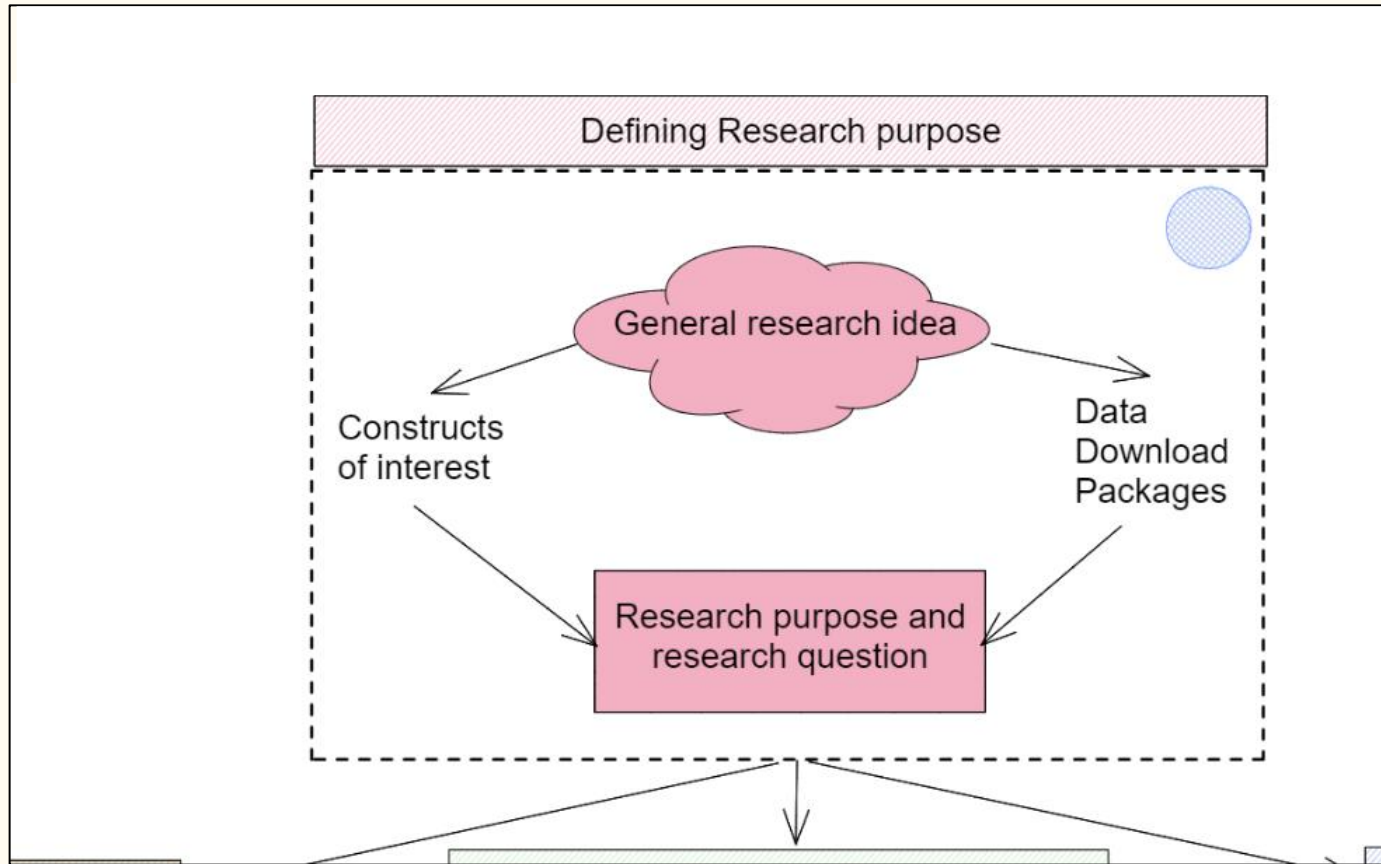 Defining Research purpose
General research idea
Constructs
of interest
Data
Download
Packages
Research purpose and
research question